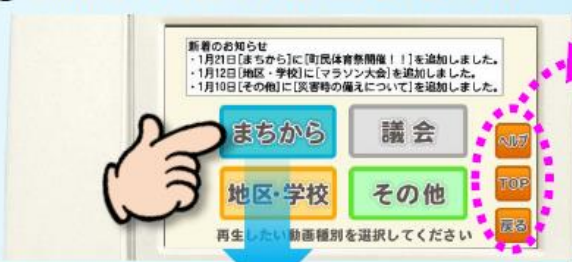 新着のお知らせ
・1月21日[まちから]に[町民体育祭開催！！]を追加しました。
・1月12日[地区・学校]に[マラソン大会]を追加しました。
・1月10日[その他]に[災害時の備えについて]を追加しました。
まちから
議会
ヘルプ
地区・学校
その他
TOP
再生したい動画種別を選択してください
戻る